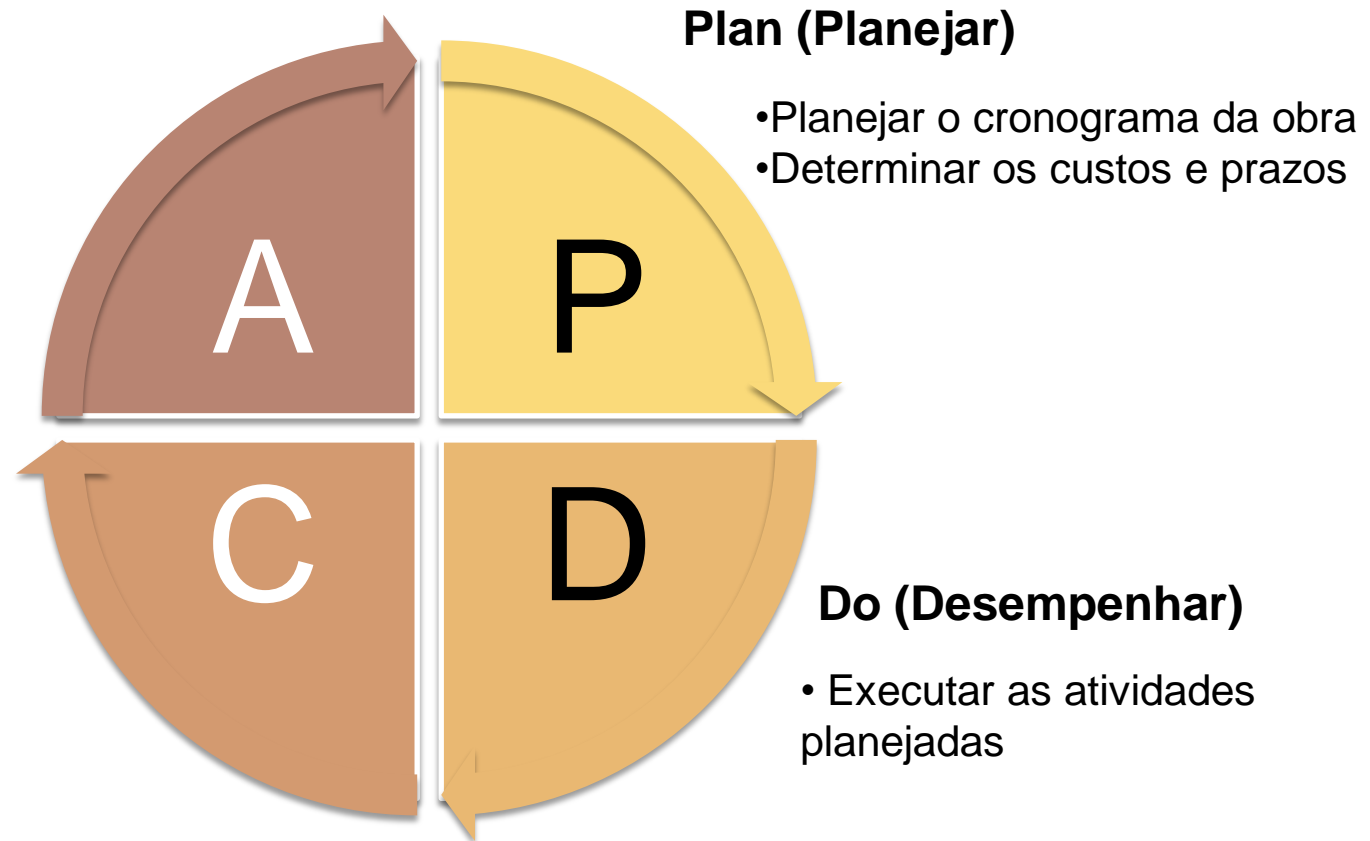 Plan (Planejar)
•Planejar o cronograma da obra
•Determinar os custos e prazos
A
P
C
D
Do (Desempenhar)
• Executar as atividades
planejadas